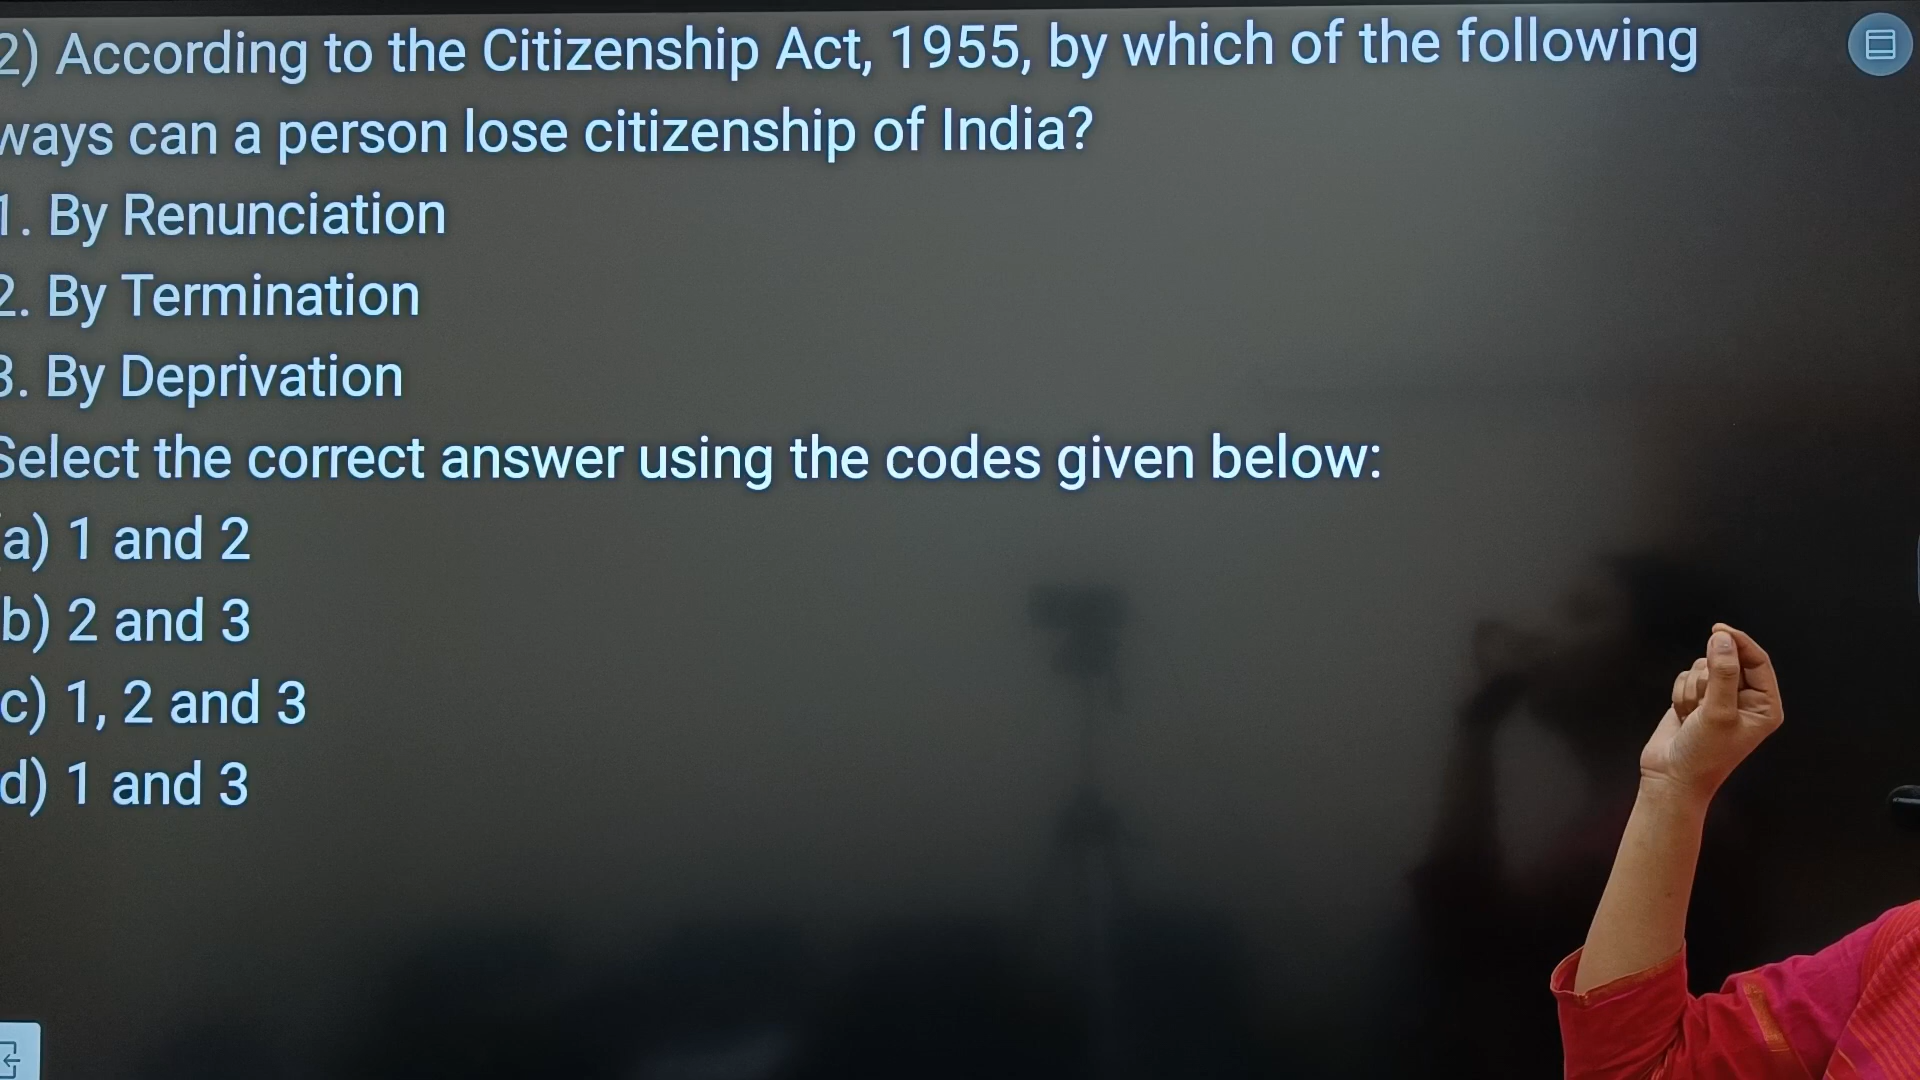 2) According to the Citizenship Act, 1955, by which of the following
ways can a person lose citizenship of India?
1. By Renunciation
2. By Termination
3. By Deprivation
Select the correct answer using the codes given below:
(a) 1 and 2
(b) 2 and 3
(c) 1, 2 and 3
(d) 1 and 3